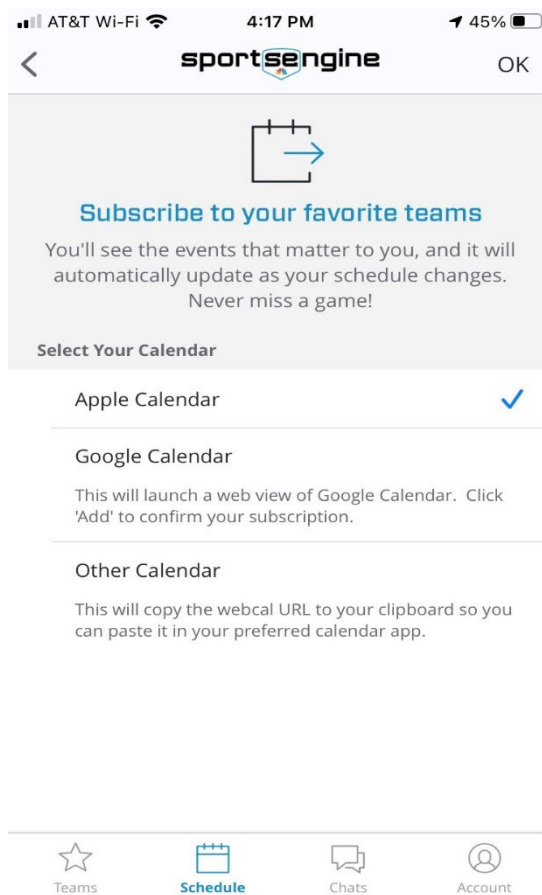 AT&T Wi-Fi 4:17 PM 45%
sportsengine OK
Subscribe to your favorite teams
You'll see the events that matter to you, and it will
automatically update as your schedule changes.
Never miss a game!
Select Your Calendar
Apple Calendar
Google Calendar
This will launch a web view of Google Calendar. Click
'Add' to confirm your subscription.
Other Calendar
This will copy the webcal URL to your clipboard so you
can paste it in your preferred calendar app.
Teams Schedule Chats Account